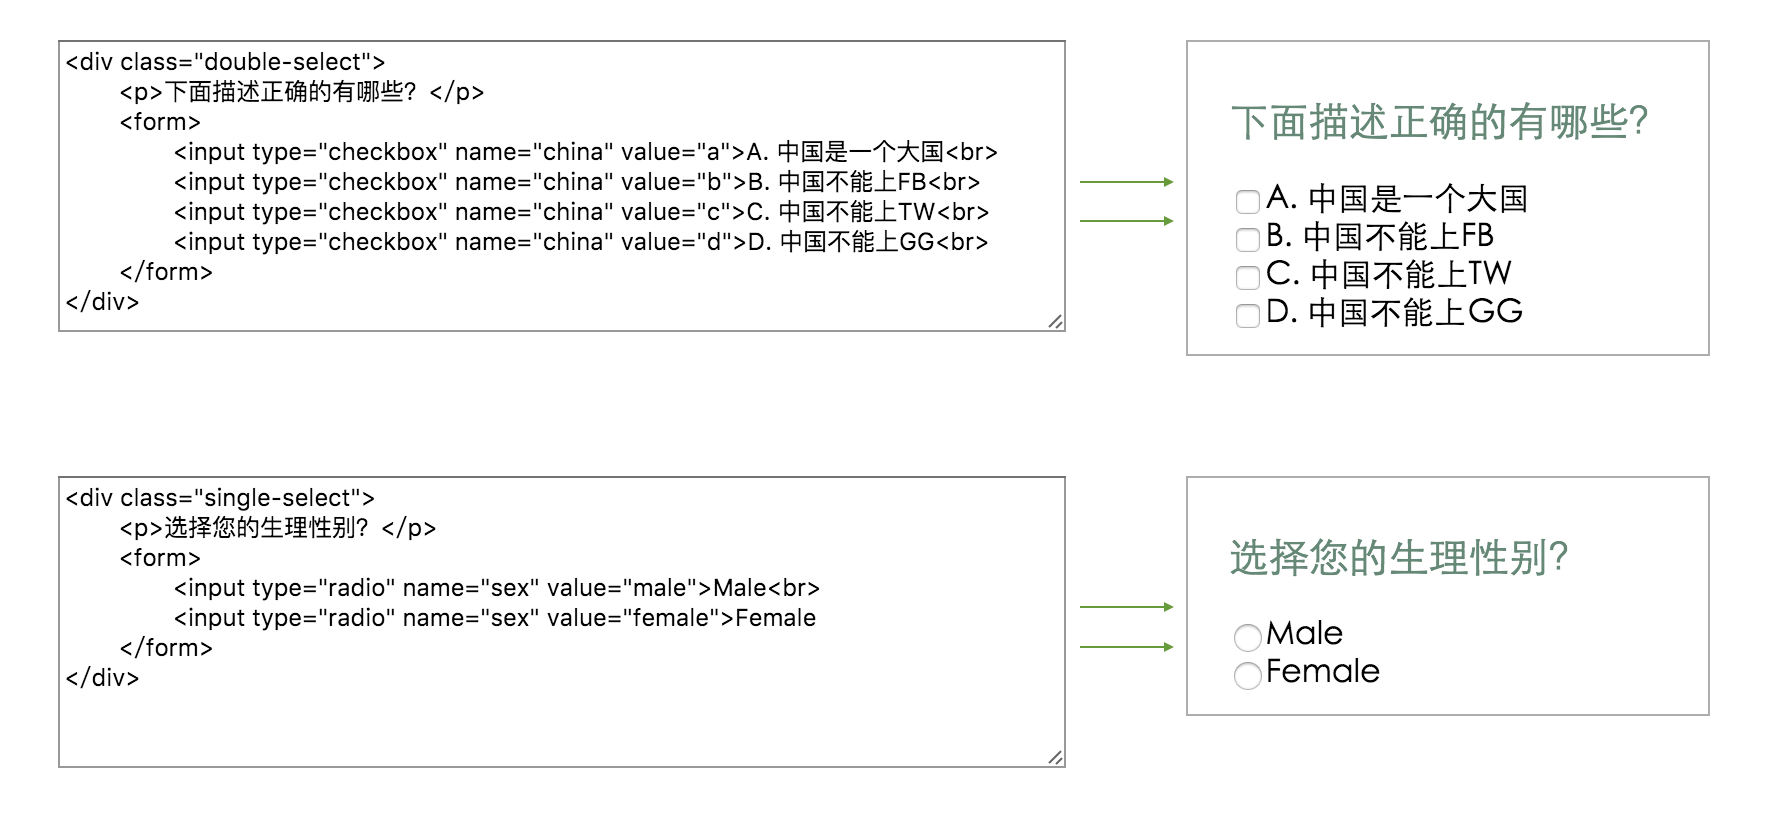 <div class="double-select">
<p>下面描述正确的有哪些？</p>
<form>
<input type="checkbox" name="china" value="a">A. 中国是一个大国<br>
<input type="checkbox" name="china" value="b">B. 中国不能上FB<br>
<input type="checkbox" name="china" value="c">C. 中国不能上TW<br>
<input type="checkbox" name="china" value="d">D. 中国不能上GG<br>
</form>
</div>
下面描述正确的有哪些？
A. 中国是一个大国
B. 中国不能上FB
C. 中国不能上TW
D. 中国不能上GG
<div class="single-select">
<p>选择您的生理性别？</p>
<form>
<input type="radio" name="sex" value="male">Male<br>
<input type="radio" name="sex" value="female">Female
</form>
</div>
选择您的生理性别？
Male
Female